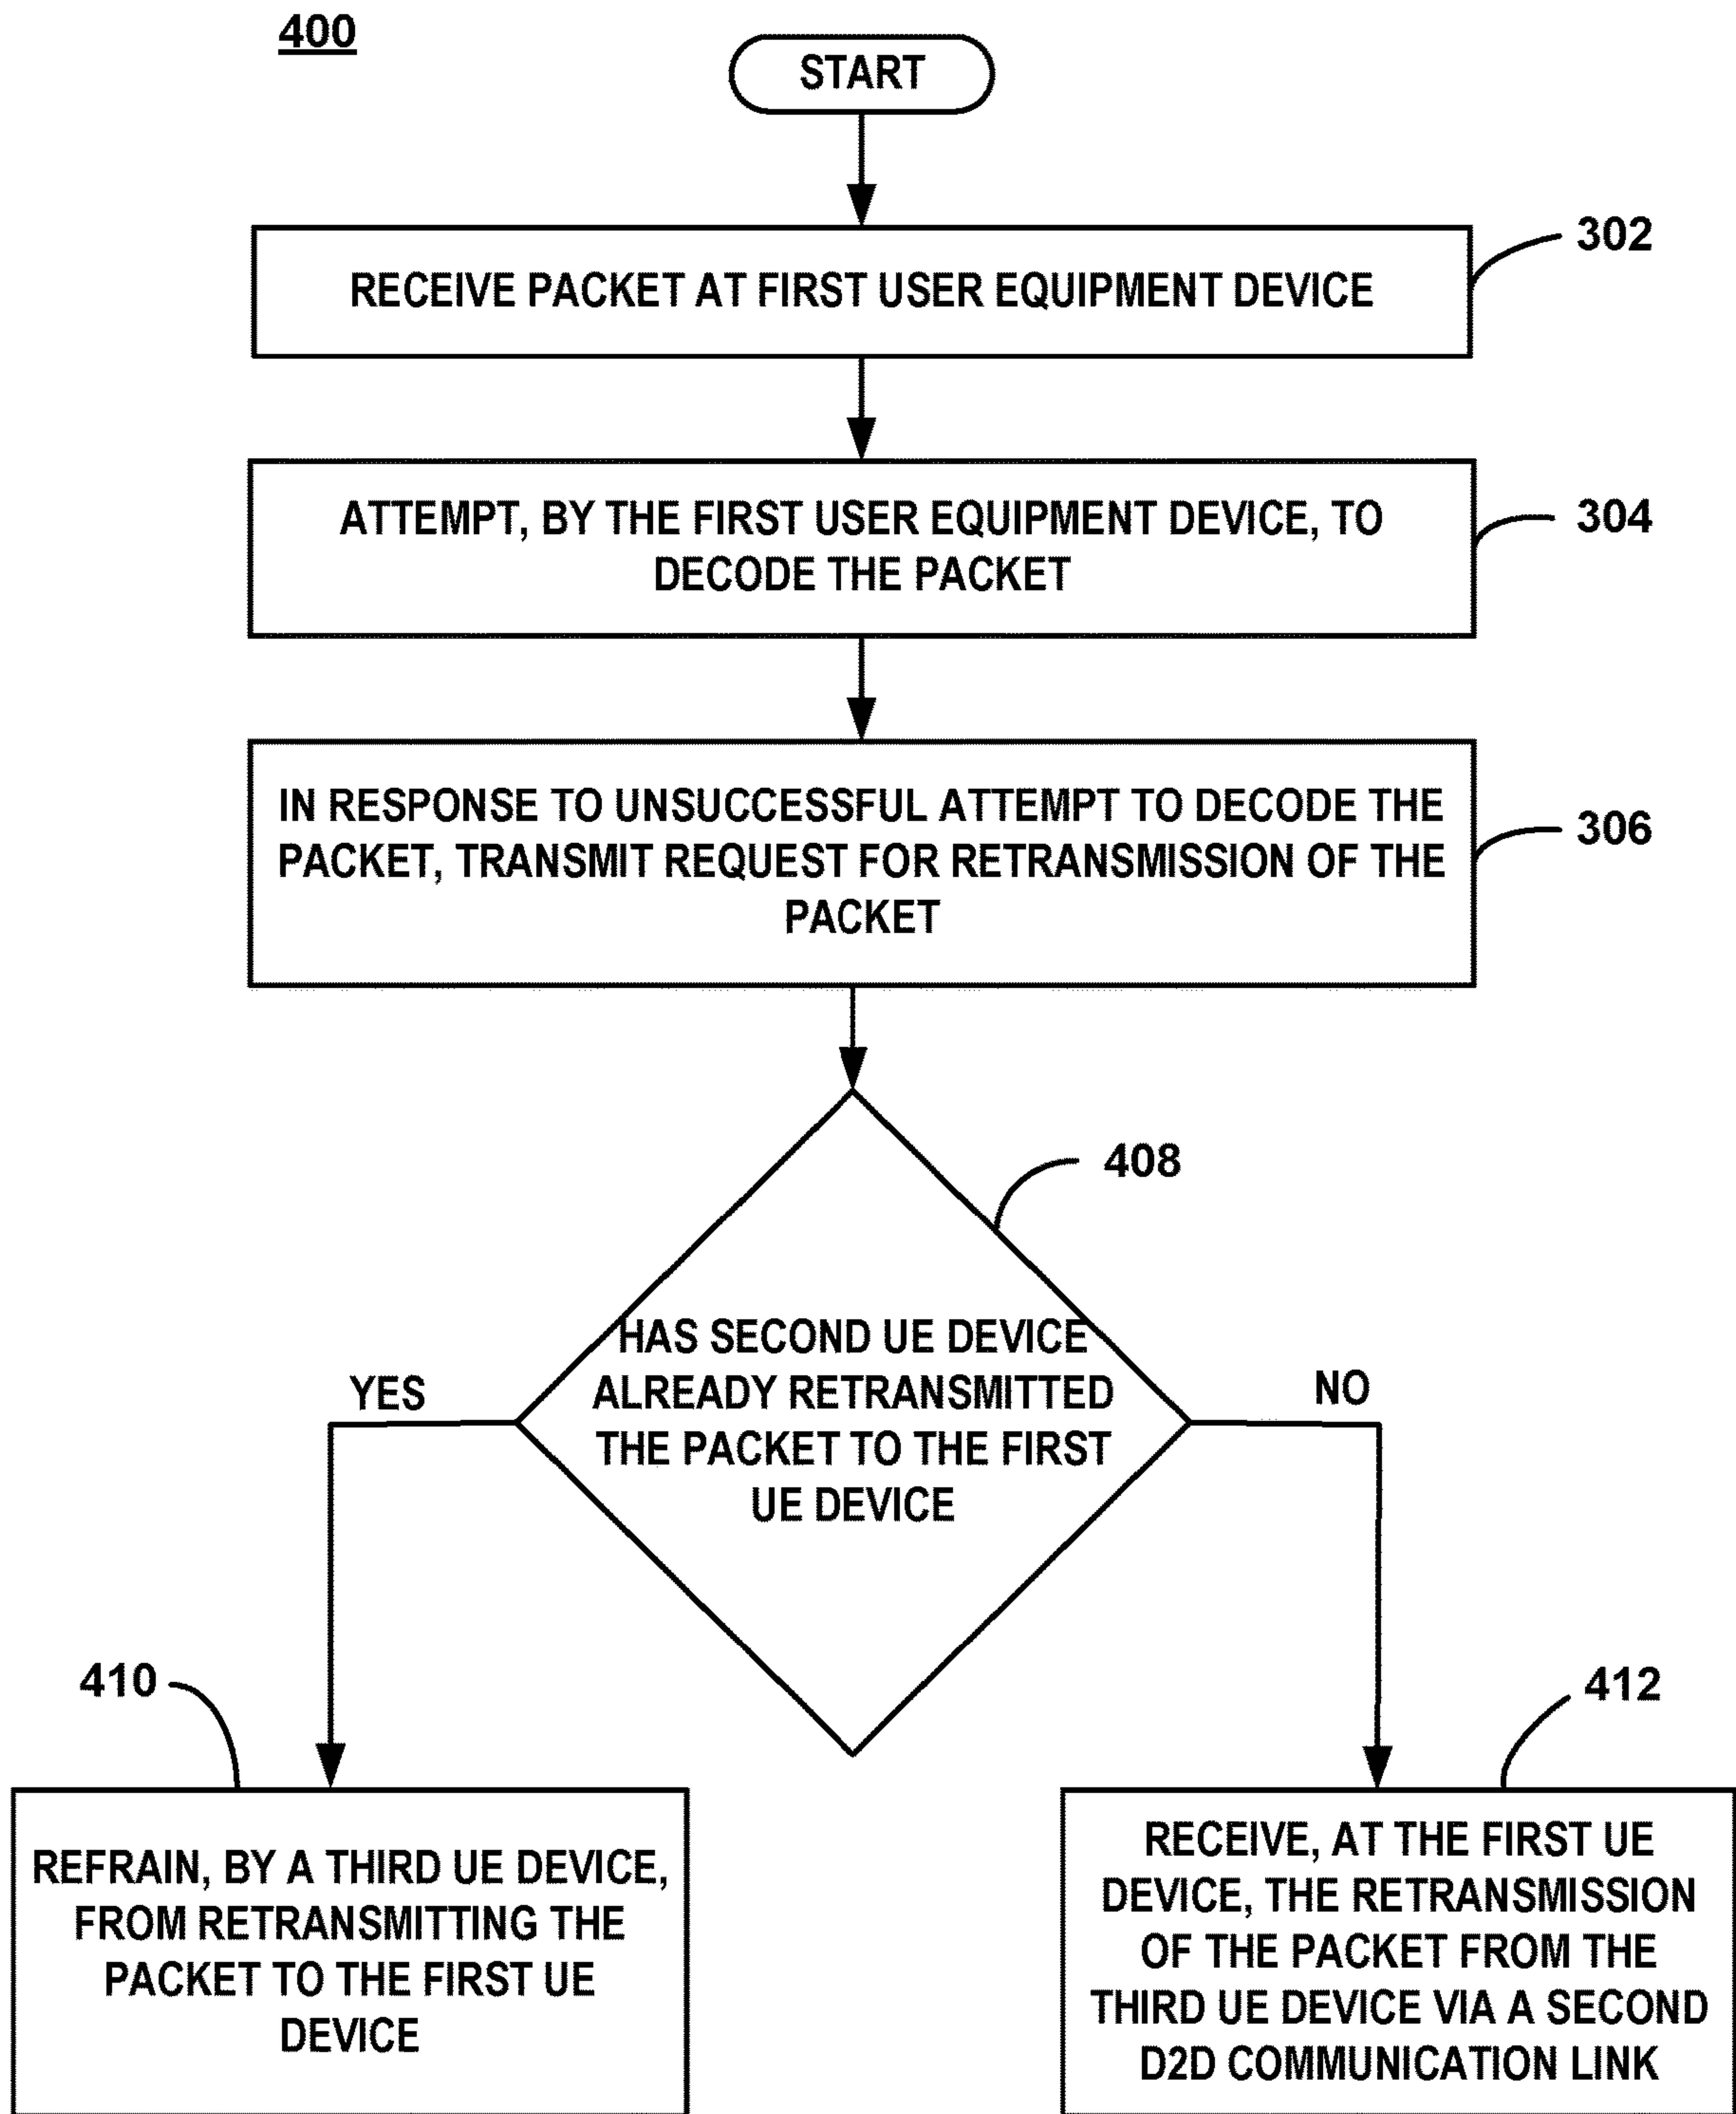 400
START
RECEIVE PACKET AT FIRST USER EQUIPMENT DEVICE
302
ATTEMPT, BY THE FIRST USER EQUIPMENT DEVICE, TO
DECODE THE PACKET
304
IN RESPONSE TO UNSUCCESSFUL ATTEMPT TO DECODE THE
PACKET, TRANSMIT REQUEST FOR RETRANSMISSION OF THE
PACKET
306
408
HAS SECOND UE DEVICE
ALREADY RETRANSMITTED
THE PACKET TO THE FIRST
UE DEVICE
YES
NO
410
REFRAIN, BY A THIRD UE DEVICE,
FROM RETRANSMITTING THE
PACKET TO THE FIRST UE
DEVICE
412
RECEIVE, AT THE FIRST UE
DEVICE, THE RETRANSMISSION
OF THE PACKET FROM THE
THIRD UE DEVICE VIA A SECOND
D2D COMMUNICATION LINK